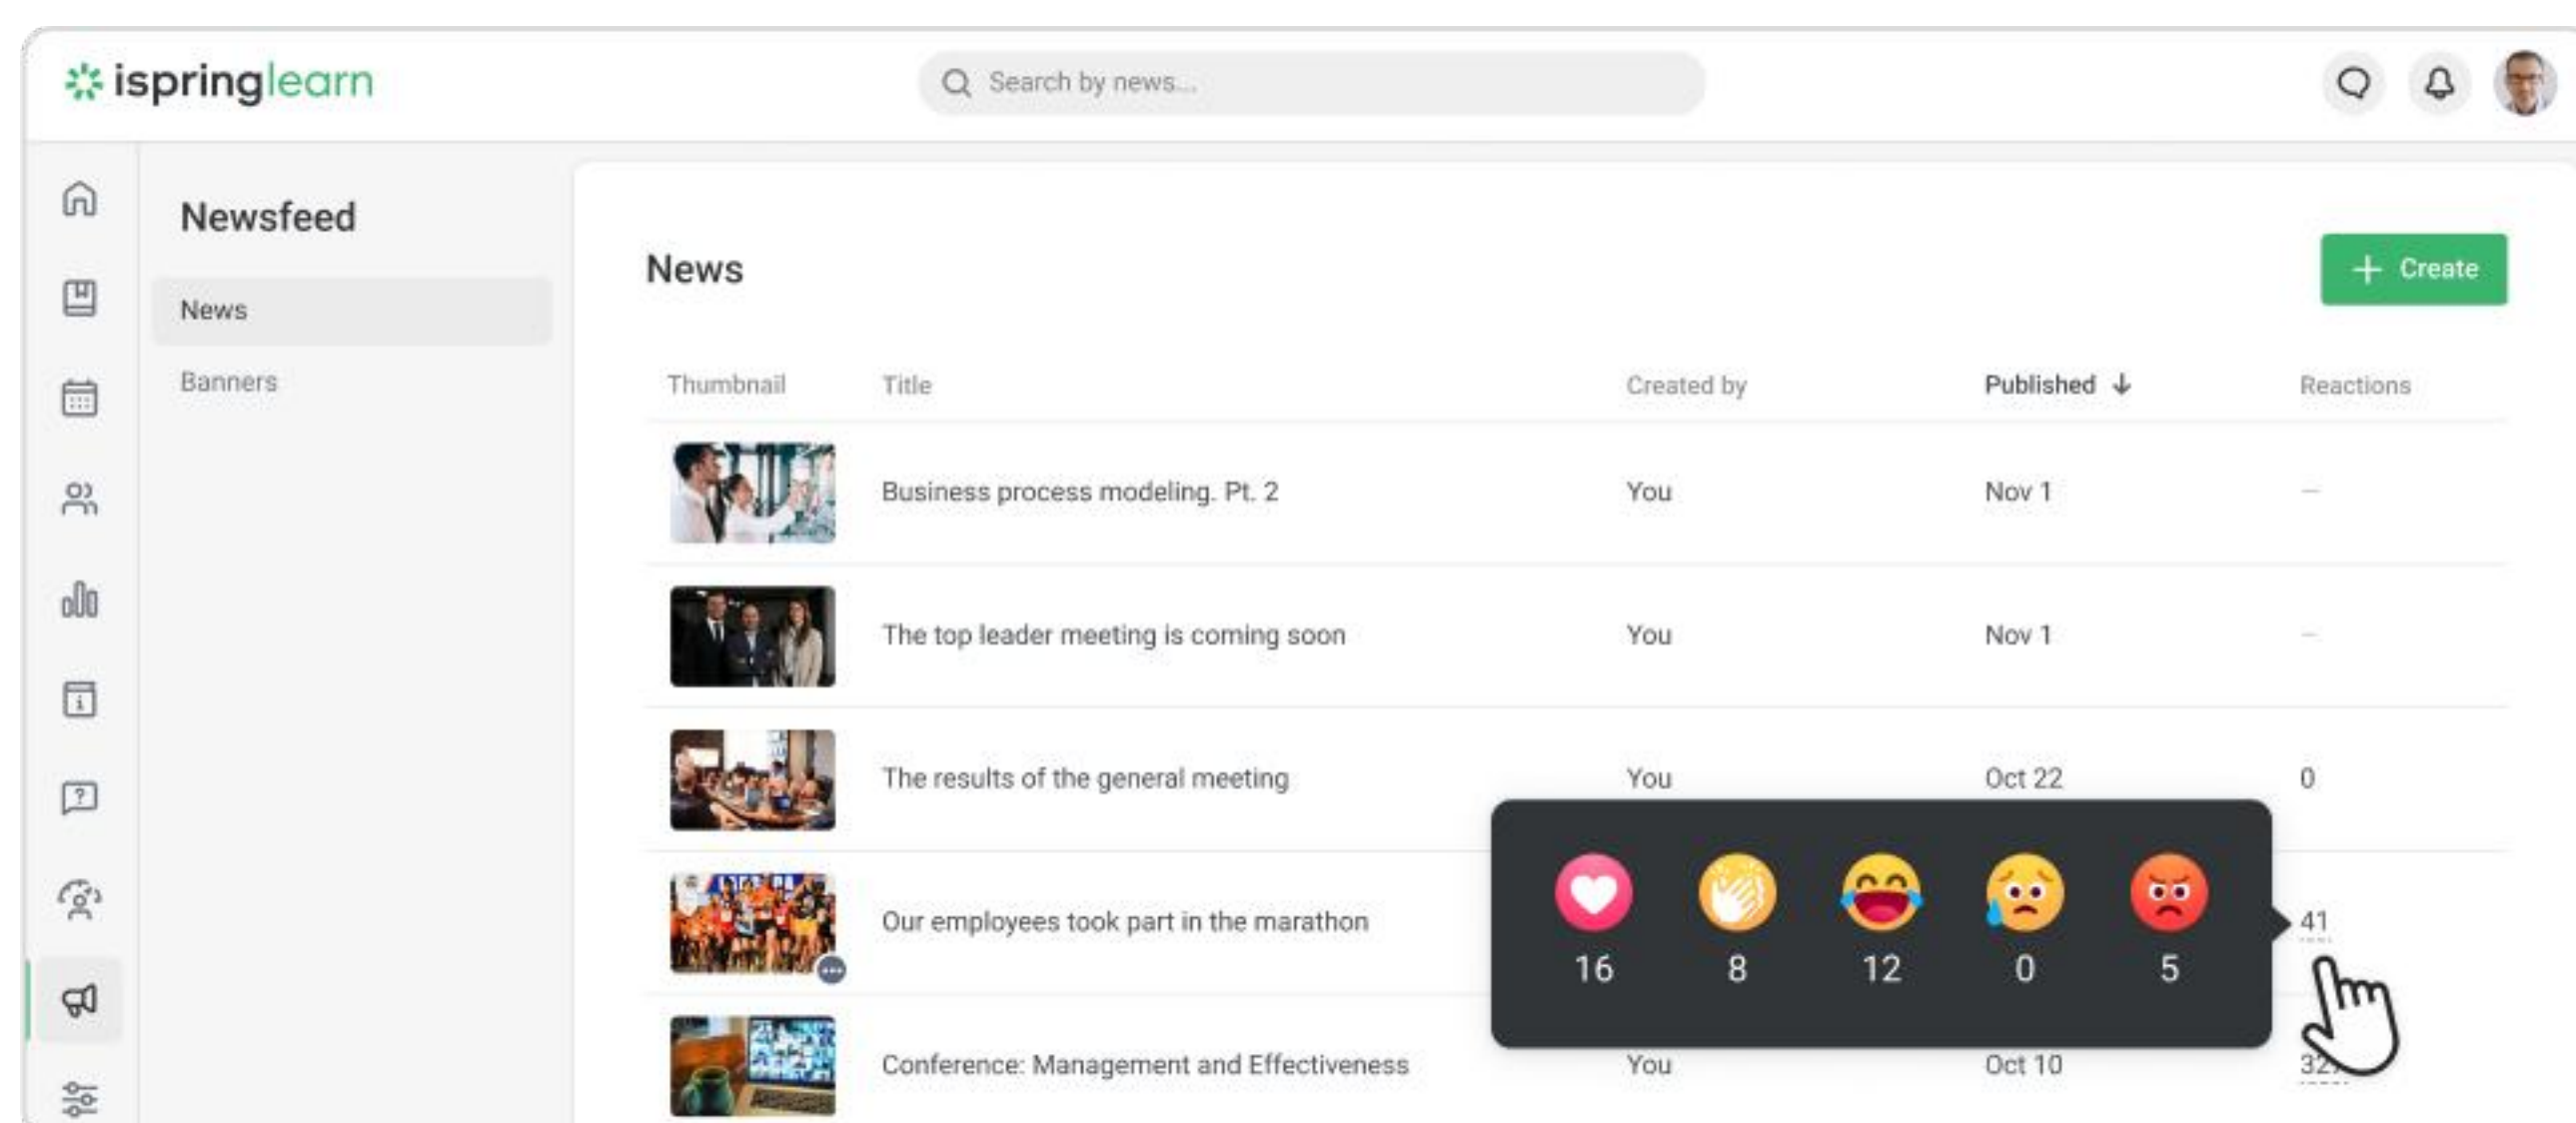 ispringlearn
Search by news...
Newsfeed
News
Banners
News
+ Create
Thumbnail Title Created by Published ↓ Reactions
Business process modeling. Pt. 2 You Nov 1 –
The top leader meeting is coming soon You Nov 1 –
The results of the general meeting You Oct 22 0
Our employees took part in the marathon 41
16 8 12 0 5
Conference: Management and Effectiveness You Oct 10